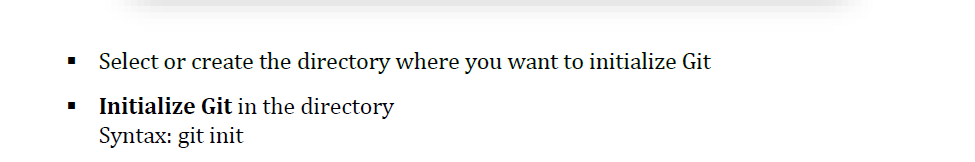 ▪ Select or create the directory where you want to initialize Git
▪ Initialize Git in the directory
Syntax: git init